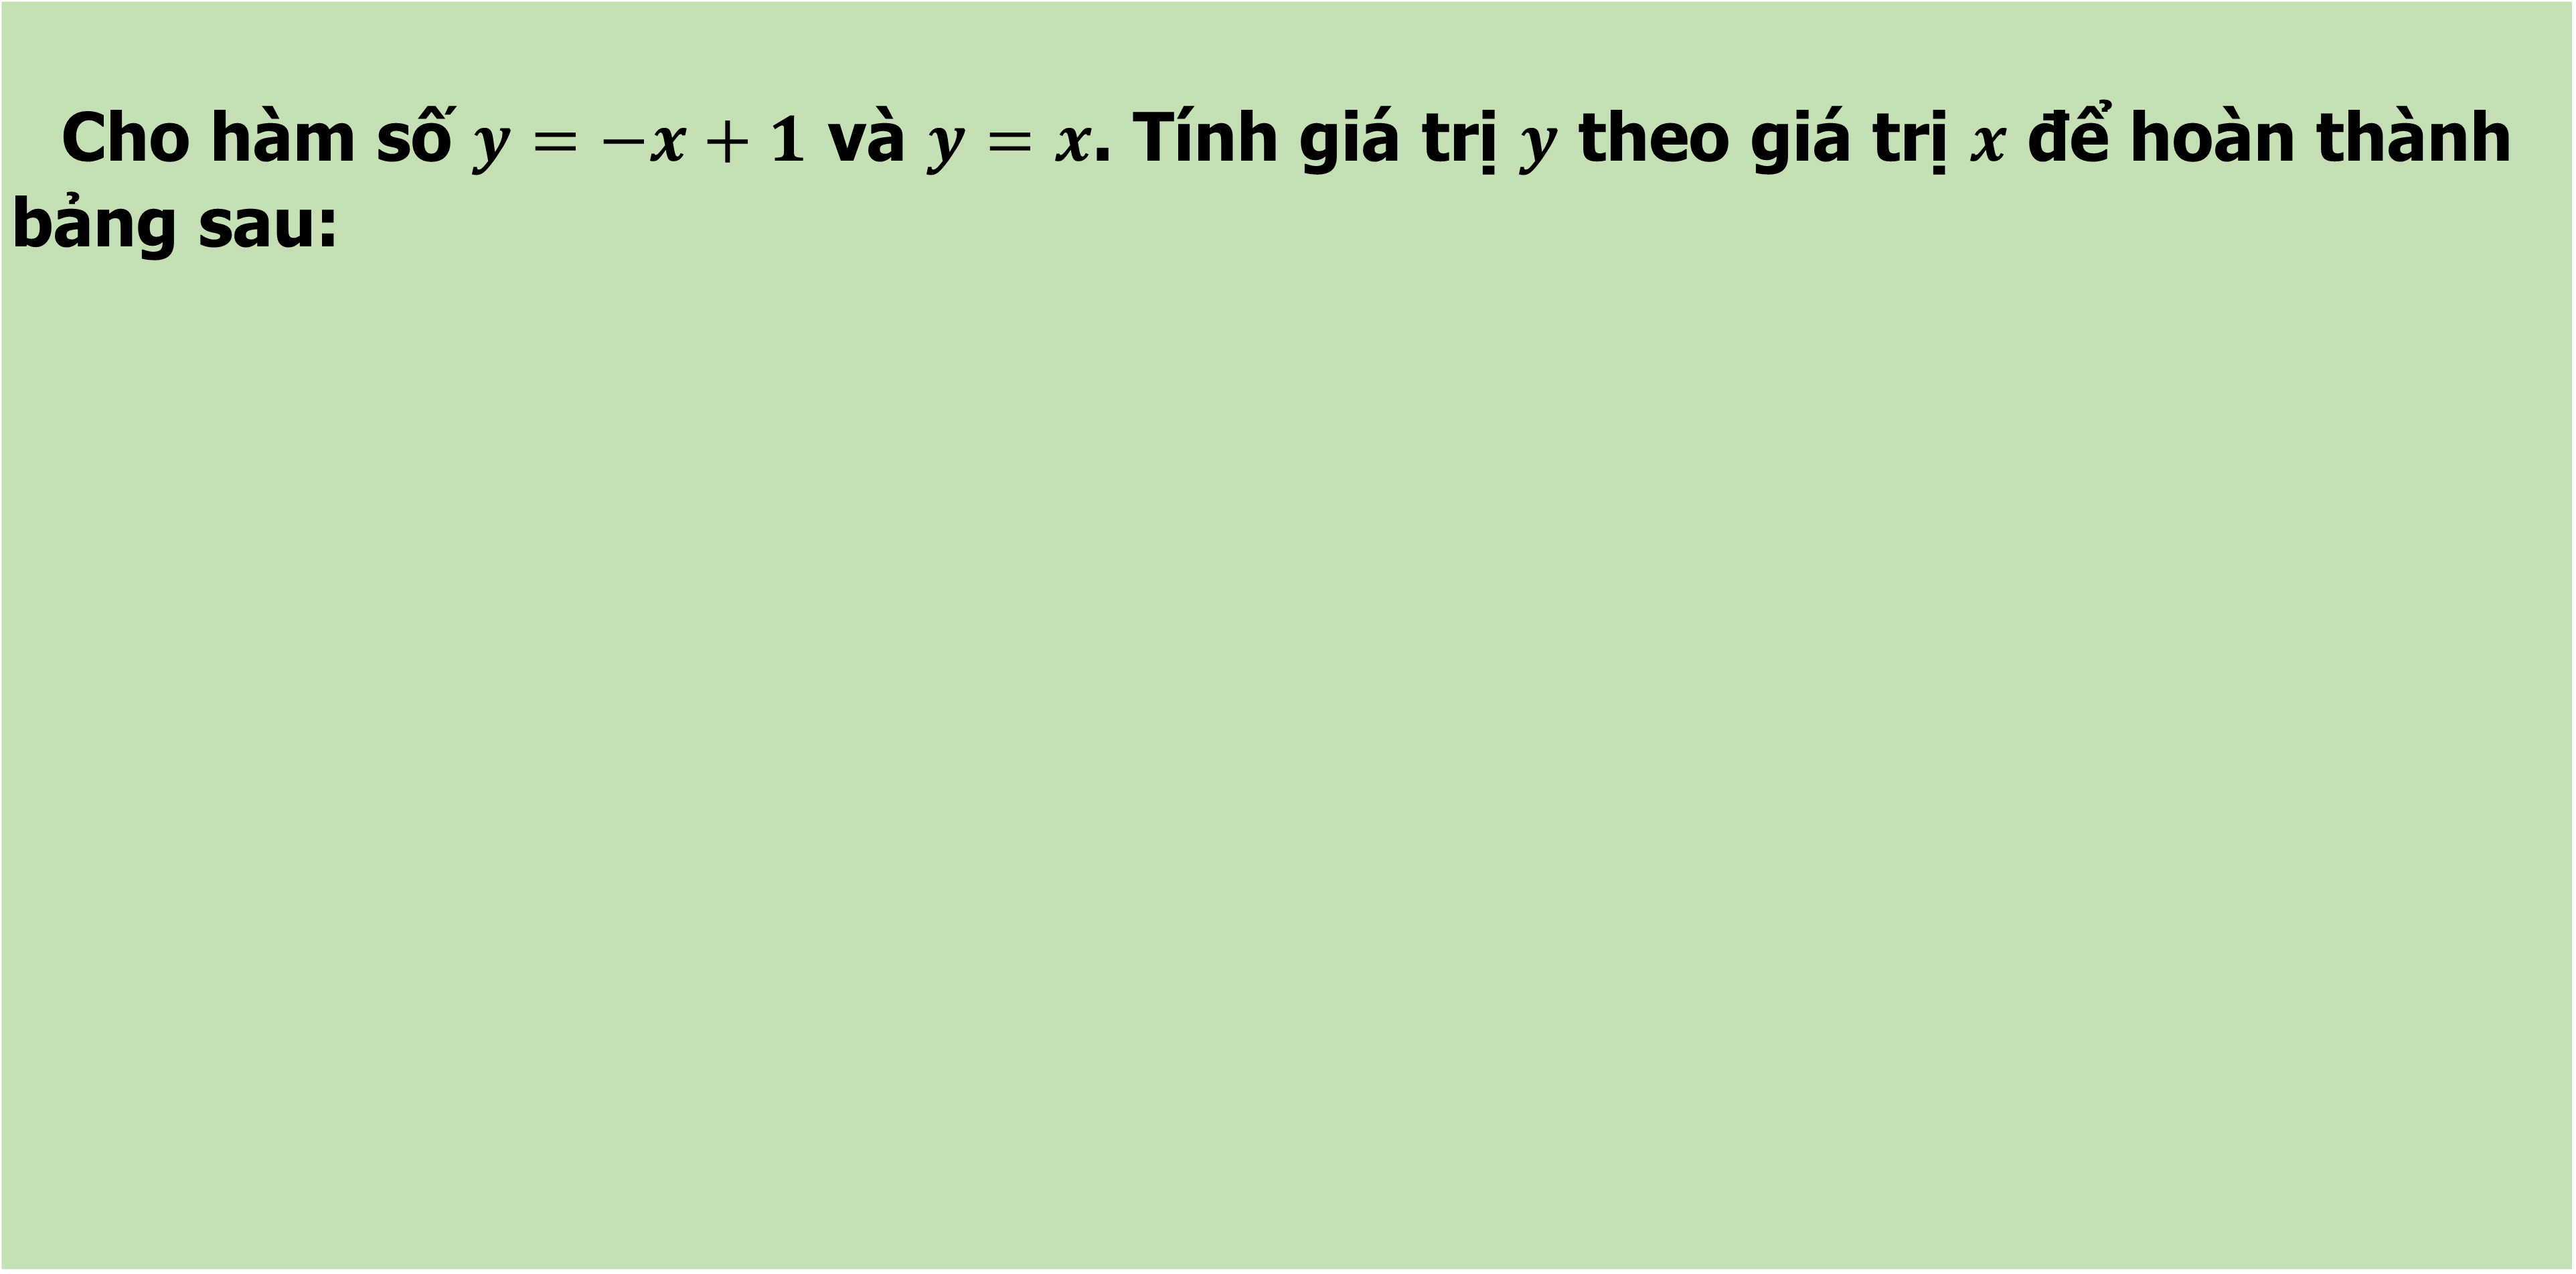 Cho hàm số y = −x + 1 và y = x. Tính giá trị y theo giá trị x để hoàn thành
bảng sau: